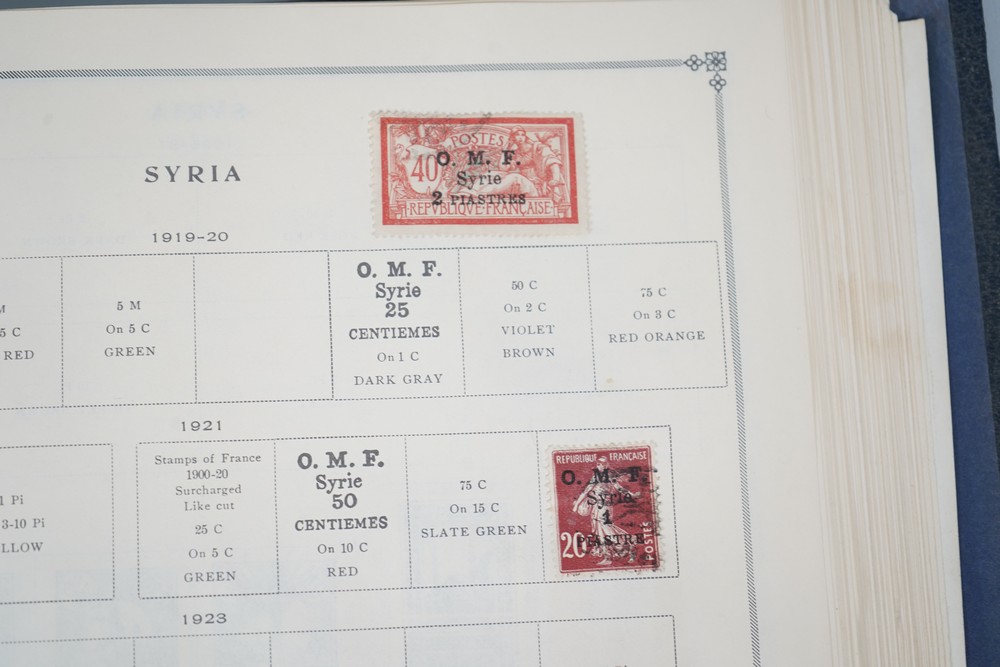 SYRIA
POSTES
40
O. M. F.
Syrie
2 PIASTRES
REPVBLIQVE FRANÇAISE
1919-20
M
5 C
RED
5 M
On 5 C
GREEN
O. M. F.
Syrie
25
CENTIEMES
On 1 C
DARK GRAY
50 C
On 2 C
VIOLET
BROWN
75 C
On 3 C
RED ORANGE
1921
1 Pi
3-10 Pi
LLOW
Stamps of France
1900-20
Surcharged
Like cut
25 C
On 5 C
GREEN
O. M. F.
Syrie
50
CENTIEMES
On 10 C
RED
75 C
On 15 C
SLATE GREEN
REPUBLIQUE FRANÇAISE
O. M. F.
Syrie
1
PIASTRE
20
POSTES
1923